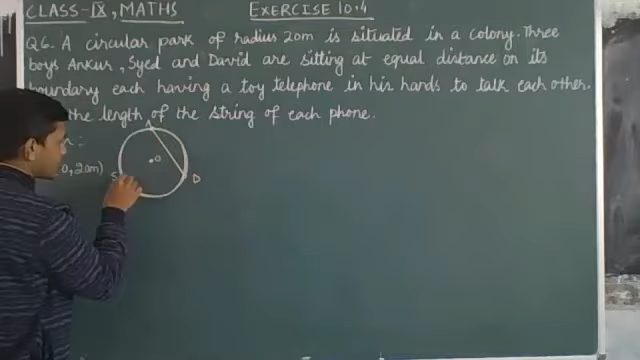 CLASS-IX, MATHS EXERCISE 10.4
Q6. A circular park of radius 20m is situated in a colony. Three
boys Ankur, Syed and David are sitting at equal distance on its
boundary each having a toy telephone in his hands to talk each other.
the length of the string of each phone.
:
0, 20m)
A
O
S
D